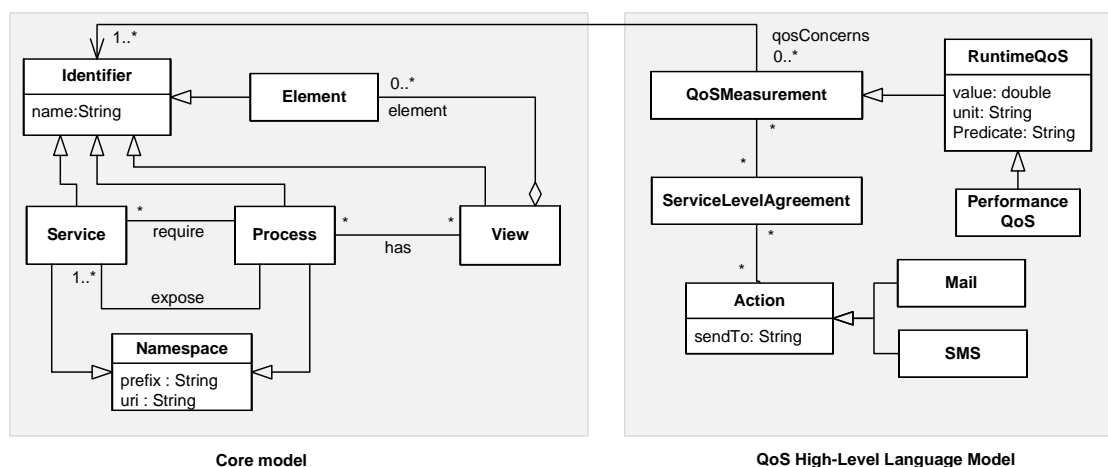 1..*
Identifier
name:String
Element
0..*
element
Service
*
require
Process
*
*
has
View
1..*
expose
Namespace
prefix : String
uri : String
Core model
qosConcerns
0..*
QoSMeasurement
RuntimeQoS
value: double
unit: String
Predicate: String
*
*
ServiceLevelAgreement
Performance
QoS
*
*
Action
sendTo: String
Mail
SMS
QoS High-Level Language Model